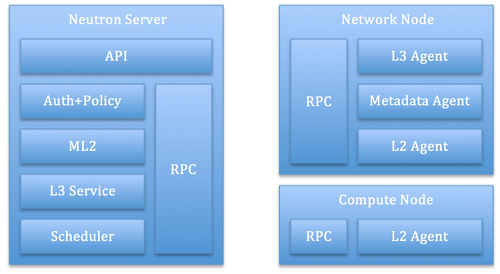 Neutron Server
API
Auth+Policy
ML2
L3 Service
Scheduler
RPC
Network Node
RPC
L3 Agent
Metadata Agent
L2 Agent
Compute Node
RPC
L2 Agent